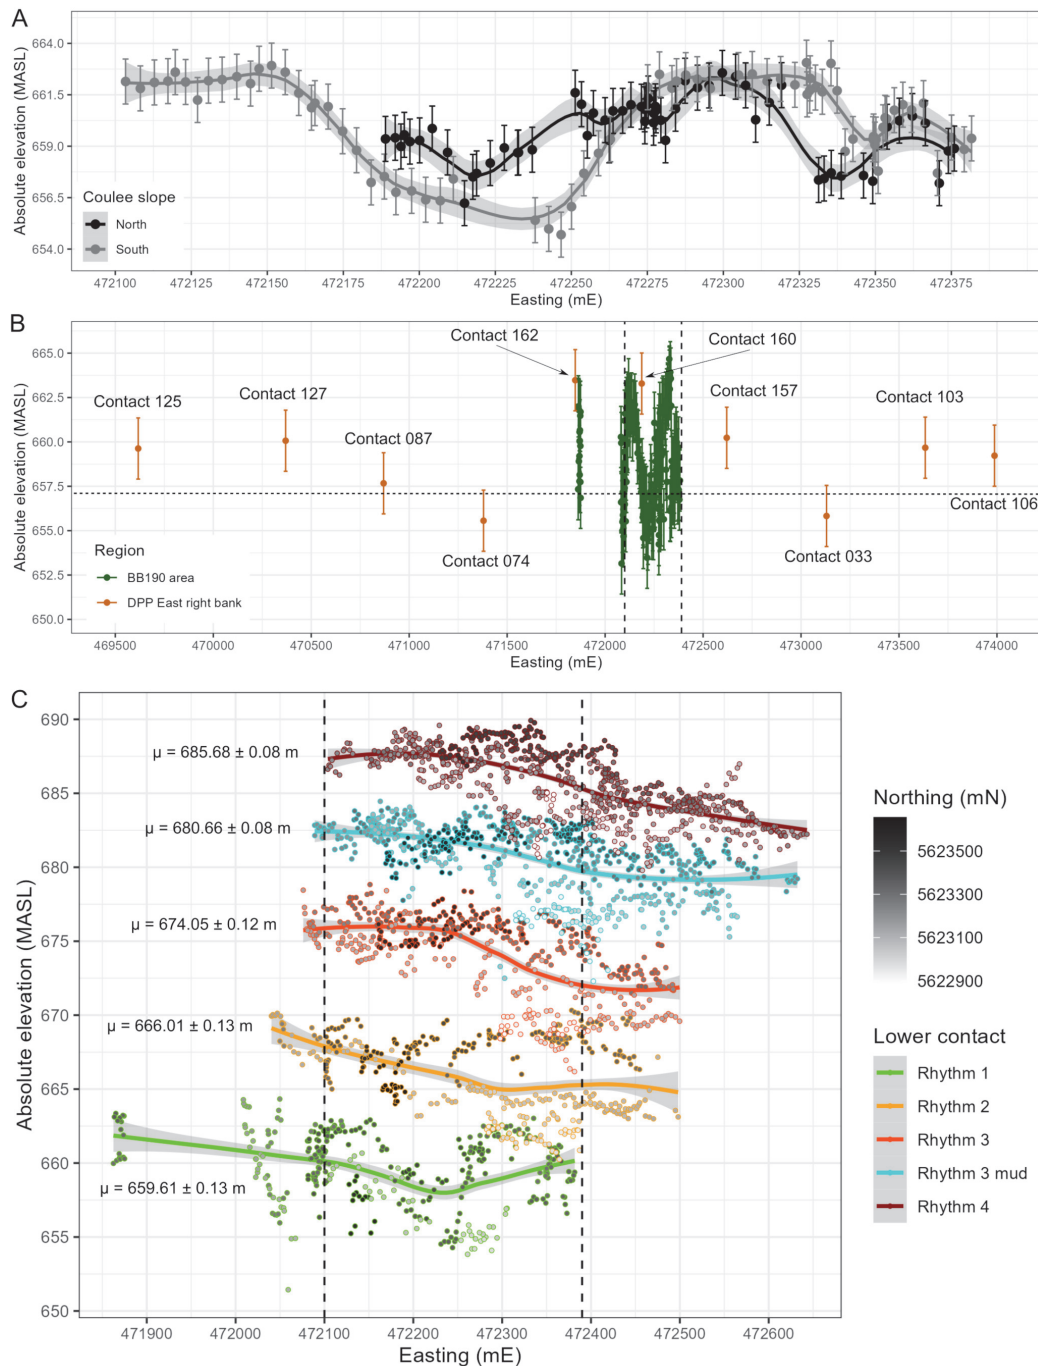 A
Absolute elevation (MASL)
664.0
661.5
659.0
656.5
654.0
Coulee slope
North
South
472100
472125
472150
472175
472200
472225
472250
472275
472300
472325
472350
472375
Easting (mE)
B
Absolute elevation (MASL)
665.0
662.5
660.0
657.5
655.0
652.5
650.0
Contact 125
Contact 127
Contact 087
Contact 074
Contact 162
Contact 160
Contact 157
Contact 033
Contact 103
Contact 106
Region
BB190 area
DPP East right bank
469500
470000
470500
471000
471500
472000
472500
473000
473500
474000
Easting (mE)
C
Absolute elevation (MASL)
690
685
680
675
670
665
660
655
650
μ = 685.68 ± 0.08 m
μ = 680.66 ± 0.08 m
μ = 674.05 ± 0.12 m
μ = 666.01 ± 0.13 m
μ = 659.61 ± 0.13 m
471900
472000
472100
472200
472300
472400
472500
472600
Easting (mE)
Northing (mN)
5623500
5623300
5623100
5622900
Lower contact
Rhythm 1
Rhythm 2
Rhythm 3
Rhythm 3 mud
Rhythm 4